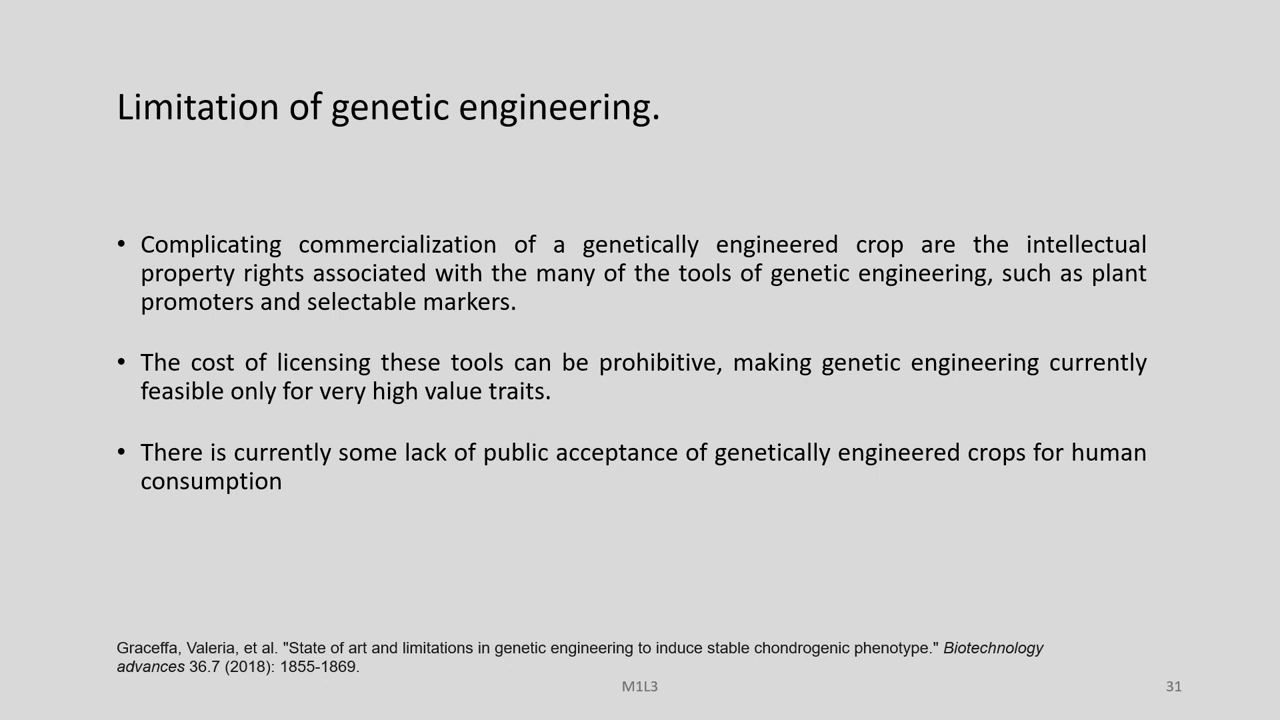 Limitation of genetic engineering.
• Complicating commercialization of a genetically engineered crop are the intellectual
property rights associated with the many of the tools of genetic engineering, such as plant
promoters and selectable markers.
• The cost of licensing these tools can be prohibitive, making genetic engineering currently
feasible only for very high value traits.
• There is currently some lack of public acceptance of genetically engineered crops for human
consumption
Graceffa, Valeria, et al. "State of art and limitations in genetic engineering to induce stable chondrogenic phenotype." Biotechnology
advances 36.7 (2018): 1855-1869.
M1L3
31